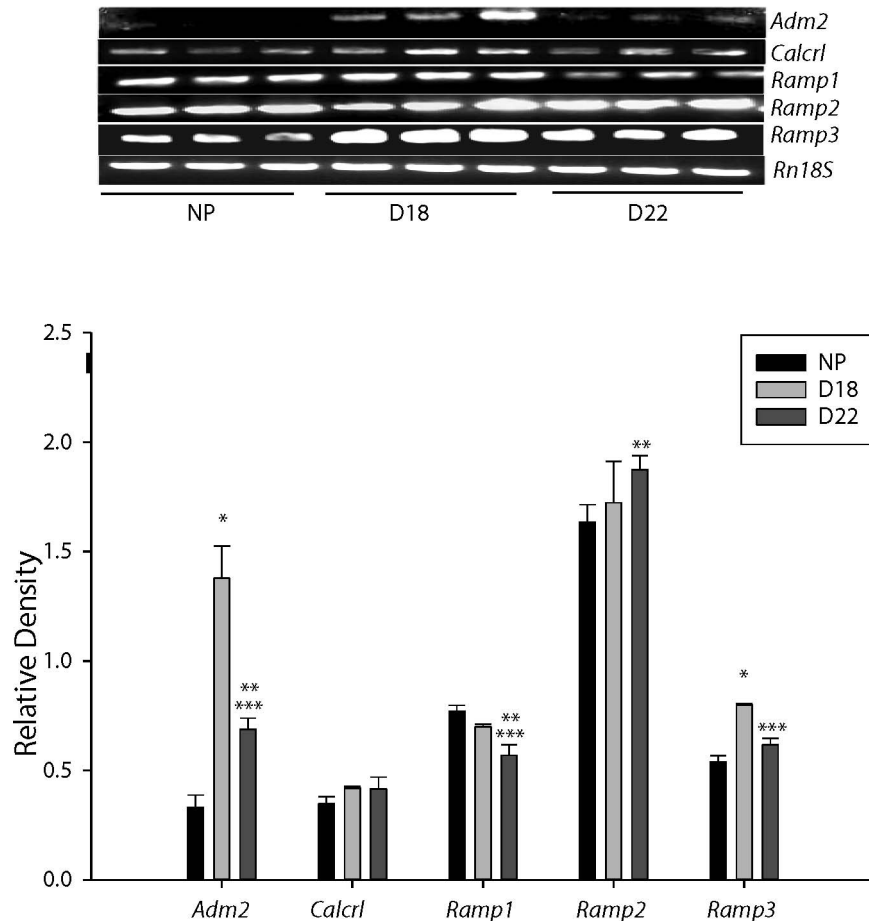 Adm2
Calcrl
Ramp1
Ramp2
Ramp3
Rn18S
NP D18 D22
2.5
NP
D18
D22
2.0
**
*
1.5
Relative Density
1.0
**
***
**
***
*
***
0.5
0.0
Adm2 Calcrl Ramp1 Ramp2 Ramp3